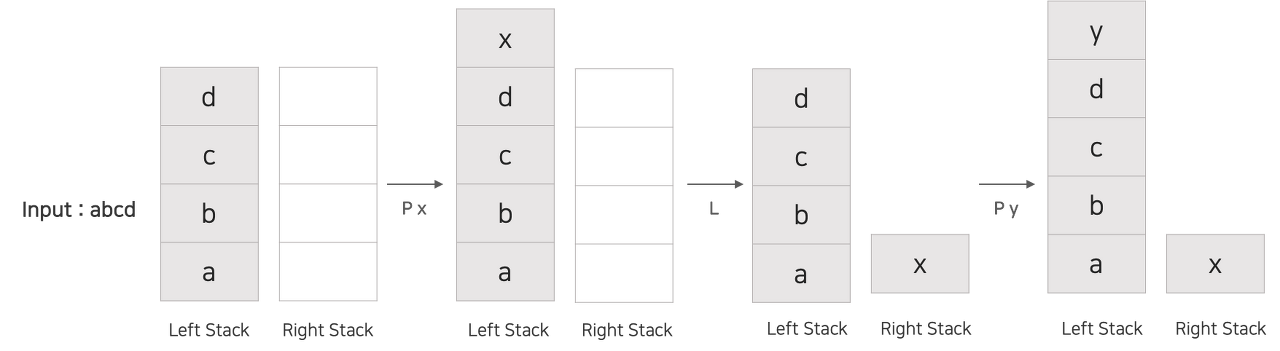 Input : abcd
d
c
b
a
Left Stack
Right Stack
P x
x
d
c
b
a
Left Stack
Right Stack
L
d
c
b
a
Left Stack
x
Right Stack
P y
y
d
c
b
a
Left Stack
x
Right Stack